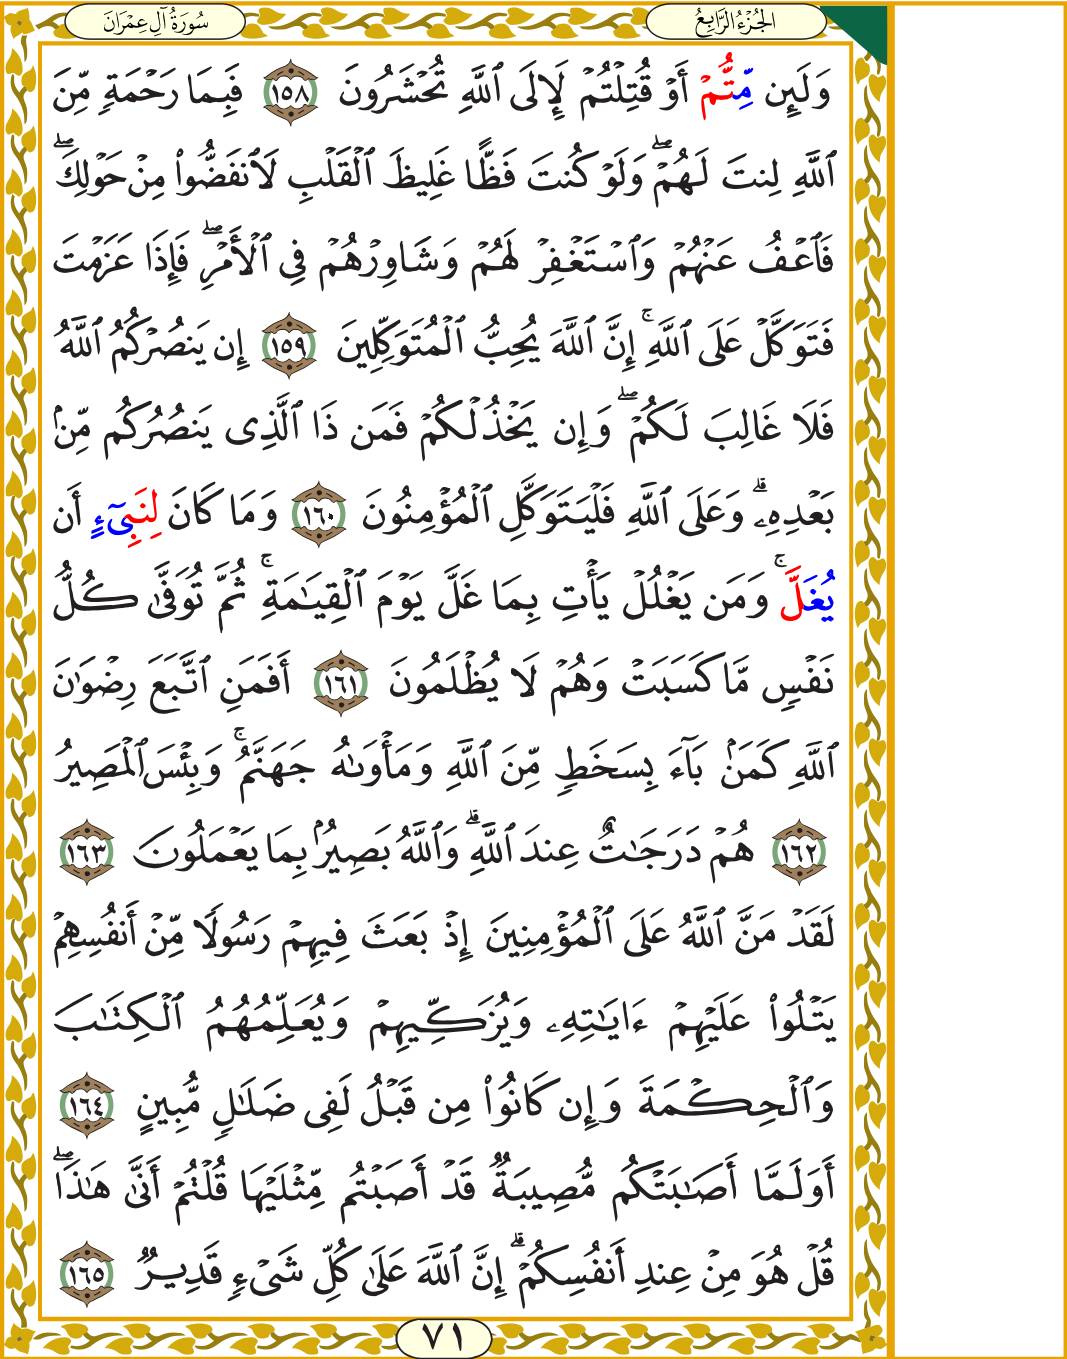 الجُزْءُ الرَّابِعُ
سُورَةُ آلِ عِمْرَانَ
وَلَئِن مِّتُّمْ أَوْ قُتِلْتُمْ لَإِلَى ٱللَّهِ تُحْشَرُونَ ١٥٨ فَبِمَا رَحْمَةٍ مِّنَ
ٱللَّهِ لِنتَ لَهُمْۖ وَلَوْ كُنتَ فَظًّا غَلِيظَ ٱلْقَلْبِ لَٱنفَضُّوا۟ مِنْ حَوْلِكَۖ
فَٱعْفُ عَنْهُمْ وَٱسْتَغْفِرْ لَهُمْ وَشَاوِرْهُمْ فِى ٱلْأَمْرِۖ فَإِذَا عَزَمْتَ
فَتَوَكَّلْ عَلَى ٱللَّهِۚ إِنَّ ٱللَّهَ يُحِبُّ ٱلْمُتَوَكِّلِينَ ١٥٩ إِن يَنصُرْكُمُ ٱللَّهُ
فَلَا غَالِبَ لَكُمْۖ وَإِن يَخْذُلْكُمْ فَمَن ذَا ٱلَّذِى يَنصُرُكُم مِّنۢ
بَعْدِهِۦۗ وَعَلَى ٱللَّهِ فَلْيَتَوَكَّلِ ٱلْمُؤْمِنُونَ ١٦٠ وَمَا كَانَ لِنَبِىٓءٍ أَن
يُغَلَّۚ وَمَن يَغْلُلْ يَأْتِ بِمَا غَلَّ يَوْمَ ٱلْقِيَٰمَةِۚ ثُمَّ تُوَفَّىٰ كُلُّ
نَفْسٍ مَّا كَسَبَتْ وَهُمْ لَا يُظْلَمُونَ ١٦١ أَفَمَنِ ٱتَّبَعَ رِضْوَٰنَ
ٱللَّهِ كَمَنۢ بَآءَ بِسَخَطٍ مِّنَ ٱللَّهِ وَمَأْوَىٰهُ جَهَنَّمُۚ وَبِئْسَ ٱلْمَصِيرُ
١٦٢ هُمْ دَرَجَٰتٌ عِندَ ٱللَّهِۗ وَٱللَّهُ بَصِيرٌۢ بِمَا يَعْمَلُونَ ١٦٣
لَقَدْ مَنَّ ٱللَّهُ عَلَى ٱلْمُؤْمِنِينَ إِذْ بَعَثَ فِيهِمْ رَسُولًا مِّنْ أَنفُسِهِمْ
يَتْلُوا۟ عَلَيْهِمْ ءَايَٰتِهِۦ وَيُزَكِّيهِمْ وَيُعَلِّمُهُمُ ٱلْكِتَٰبَ
وَٱلْحِكْمَةَ وَإِن كَانُوا۟ مِن قَبْلُ لَفِى ضَلَٰلٍ مُّبِينٍ ١٦٤
أَوَلَمَّآ أَصَٰبَتْكُم مُّصِيبَةٌ قَدْ أَصَبْتُم مِّثْلَيْهَا قُلْتُمْ أَنَّىٰ هَٰذَاۖ
قُلْ هُوَ مِنْ عِندِ أَنفُسِكُمْۗ إِنَّ ٱللَّهَ عَلَىٰ كُلِّ شَىْءٍ قَدِيرٌ ١٦٥
٧١